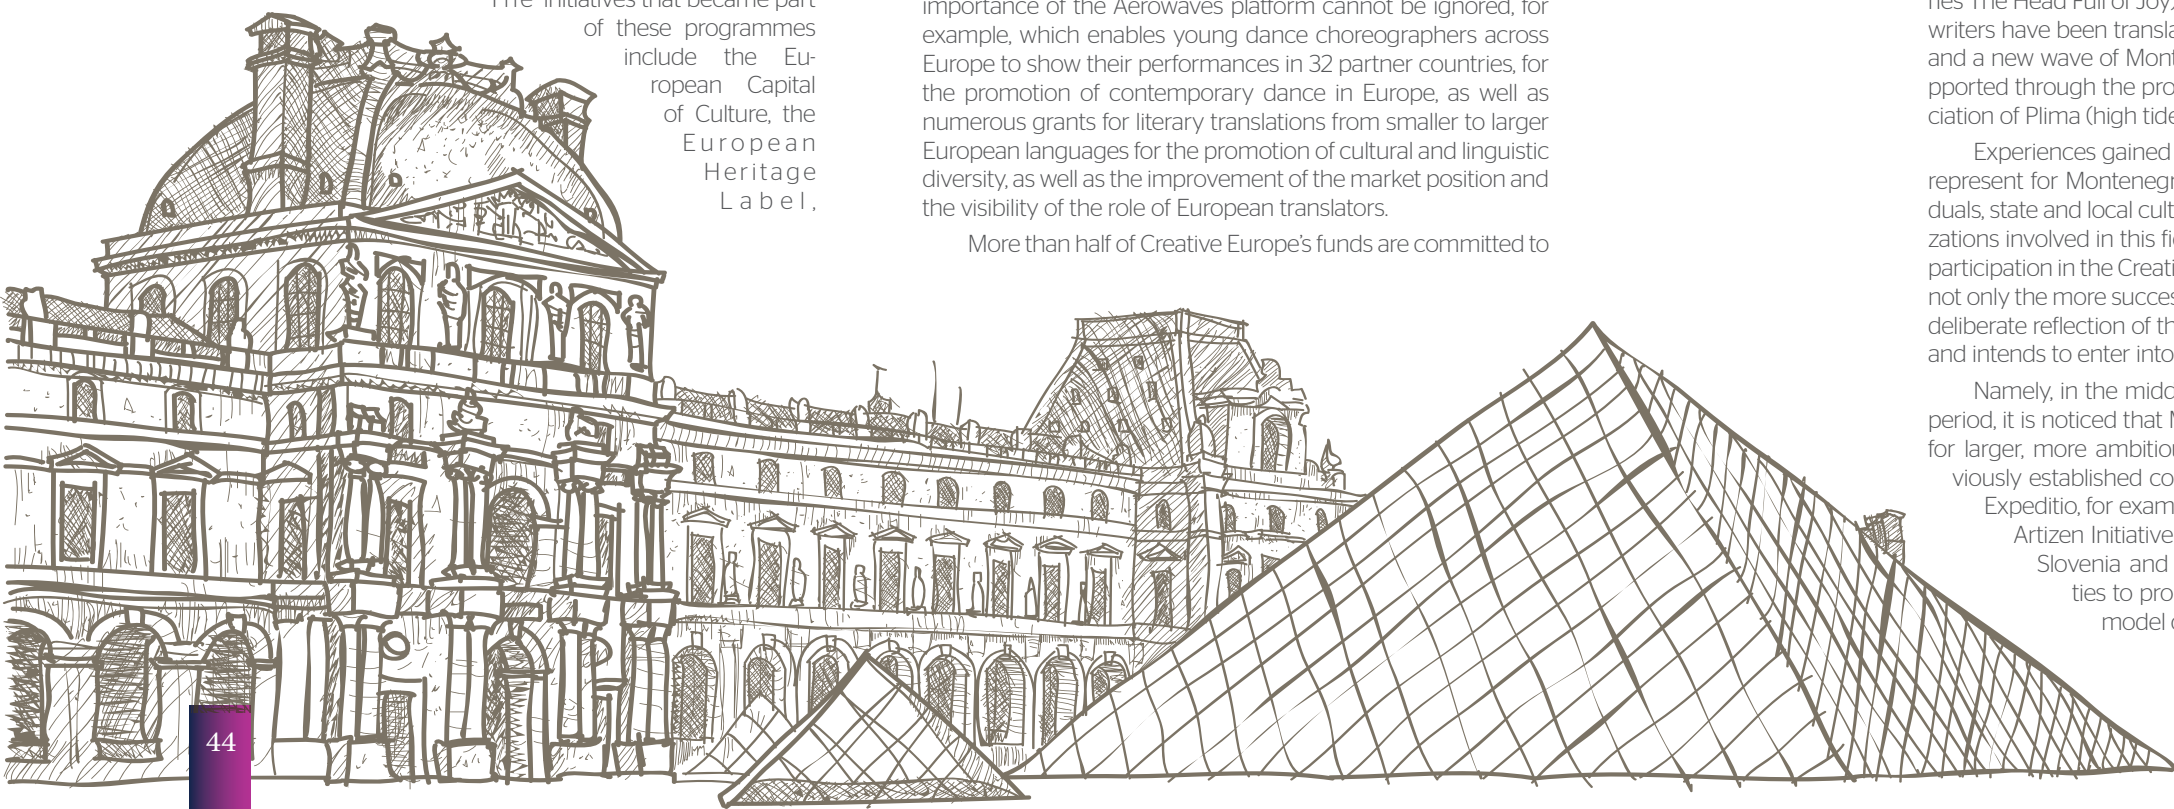 initiatives that became part
of these programmes
include the Eu-
ropean Capital
of Culture, the
European
Heritage
Label,
importance of the Aerowaves platform cannot be ignored, for
example, which enables young dance choreographers across
Europe to show their performances in 32 partner countries, for
the promotion of contemporary dance in Europe, as well as
numerous grants for literary translations from smaller to larger
European languages for the promotion of cultural and linguistic
diversity, as well as the improvement of the market position and
the visibility of the role of European translators.
More than half of Creative Europe's funds are committed to
The Head Full of Joy
writers have been transla
and a new wave of Mont
pported through the pro
ciation of Plima (high tide
Experiences gained
represent for Montenegr
duals, state and local cult
zations involved in this fi
participation in the Creati
not only the more succes
deliberate reflection of th
and intends to enter into
Namely, in the midd
period, it is noticed that
for larger, more ambitiou
viously established co
Expeditio, for exam
Artizen Initiative
Slovenia and
ties to pro
model
44